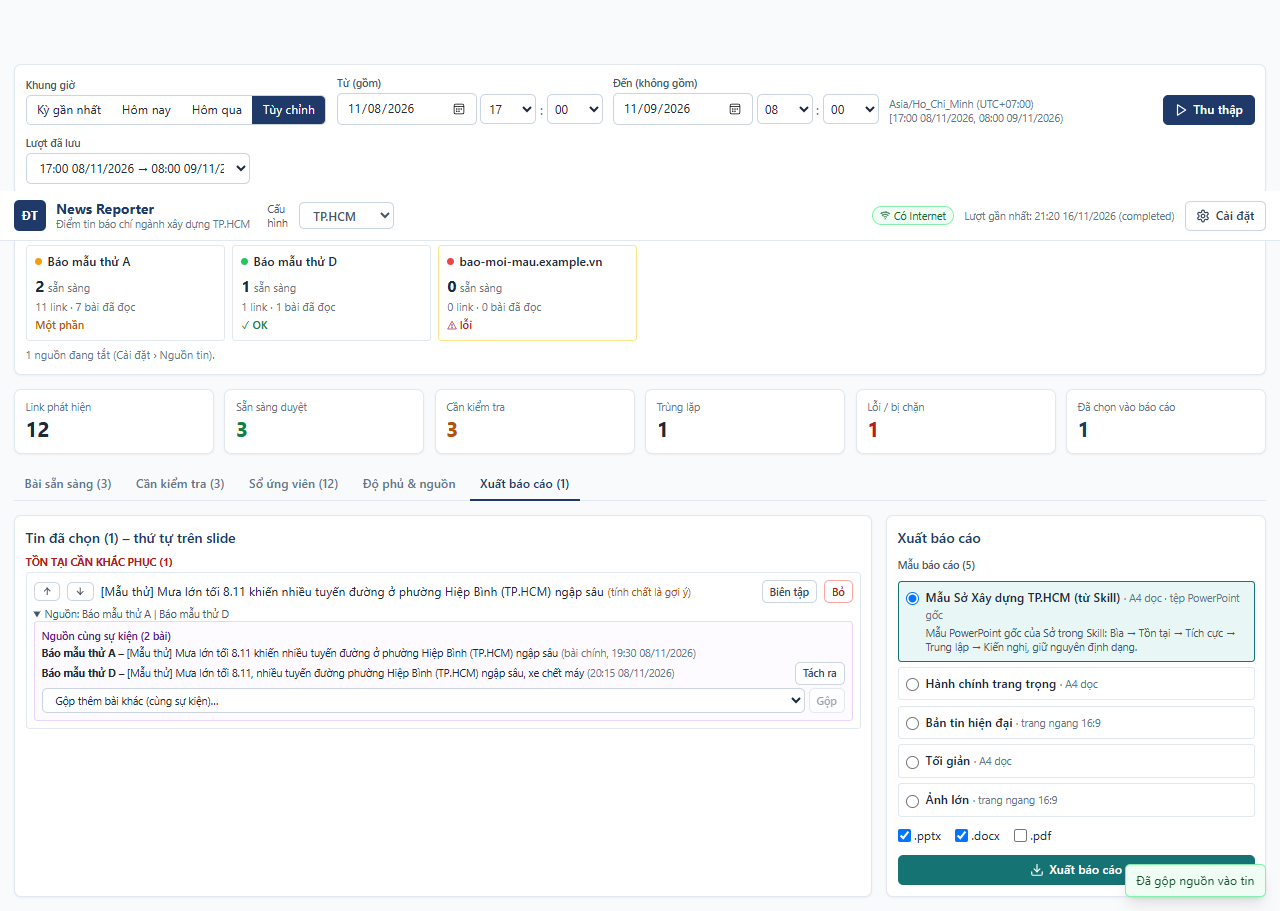 Khung giờ
Kỳ gần nhất Hôm nay Hôm qua Tùy chỉnh
Từ (gồm)
11/08/2026 17 : 00
Đến (không gồm)
11/09/2026 08 : 00
Asia/Ho_Chi_Minh (UTC+07:00)
[17:00 08/11/2026, 08:00 09/11/2026)
Thu thập
Lượt đã lưu
17:00 08/11/2026 → 08:00 09/11/2
ĐT
News Reporter
Điểm tin báo chí ngành xây dựng TP.HCM
Cấu hình
TP.HCM
Có Internet
Lượt gần nhất: 21:20 16/11/2026 (completed)
Cài đặt
Báo mẫu thử A
2 sẵn sàng
11 link · 7 bài đã đọc
Một phần
Báo mẫu thử D
1 sẵn sàng
1 link · 1 bài đã đọc
✓ OK
bao-moi-mau.example.vn
0 sẵn sàng
0 link · 0 bài đã đọc
⚠ lỗi
1 nguồn đang tắt (Cài đặt › Nguồn tin).
Link phát hiện
12
Sẵn sàng duyệt
3
Cần kiểm tra
3
Trùng lặp
1
Lỗi / bị chặn
1
Đã chọn vào báo cáo
1
Bài sẵn sàng (3) Cần kiểm tra (3) Sổ ứng viên (12) Độ phủ & nguồn Xuất báo cáo (1)
Tin đã chọn (1) – thứ tự trên slide
TỒN TẠI CẦN KHẮC PHỤC (1)
↑ ↓ [Mẫu thử] Mưa lớn tối 8.11 khiến nhiều tuyến đường ở phường Hiệp Bình (TP.HCM) ngập sâu (tính chất là gợi ý) Biên tập Bỏ
▼ Nguồn: Báo mẫu thử A | Báo mẫu thử D
Nguồn cùng sự kiện (2 bài)
Báo mẫu thử A – [Mẫu thử] Mưa lớn tối 8.11 khiến nhiều tuyến đường ở phường Hiệp Bình (TP.HCM) ngập sâu (bài chính, 19:30 08/11/2026)
Báo mẫu thử D – [Mẫu thử] Mưa lớn tối 8.11, nhiều tuyến đường phường Hiệp Bình (TP.HCM) ngập sâu, xe chết máy (20:15 08/11/2026) Tách ra
Gộp thêm bài khác (cùng sự kiện)... Gộp
Xuất báo cáo
Mẫu báo cáo (5)
Mẫu Sở Xây dựng TP.HCM (từ Skill) · A4 dọc · tệp PowerPoint
gốc
Mẫu PowerPoint gốc của Sở trong Skill: Bìa → Tồn tại → Tích cực →
Trung lập → Kiến nghị, giữ nguyên định dạng.
Hành chính trang trọng · A4 dọc
Bản tin hiện đại · trang ngang 16:9
Tối giản · A4 dọc
Ảnh lớn · trang ngang 16:9
.pptx .docx .pdf
Xuất báo cáo
Đã gộp nguồn vào tin